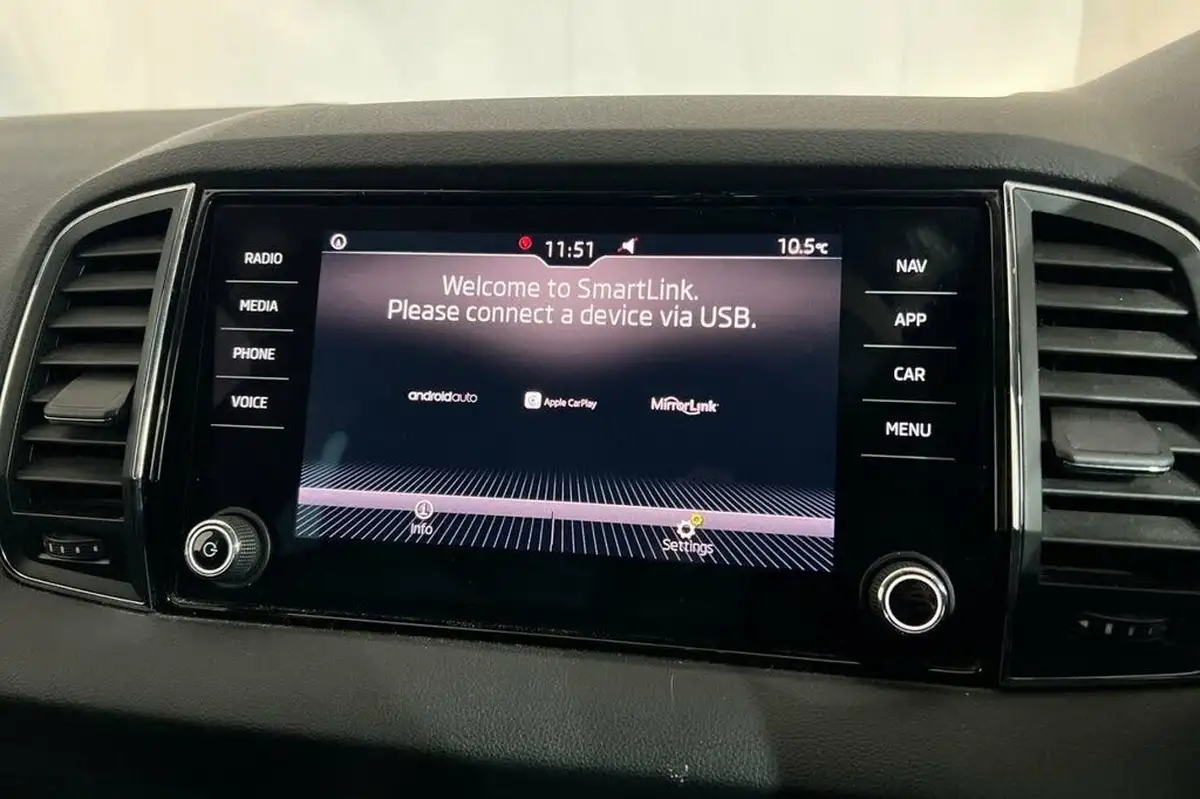 RADIO
MEDIA
PHONE
VOICE
11:51
10.5°C
Welcome to SmartLink.
Please connect a device via USB.
androidauto
Apple CarPlay
MirrorLink
Info
Settings
NAV
APP
CAR
MENU